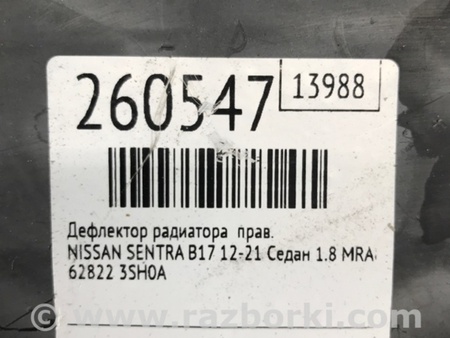 260547
13988
Дефлектор радиатора прав.
NISSAN SENTRA B17 12-21 Седан 1.8 MRA
62822 3SH0A
© www.razborki.com